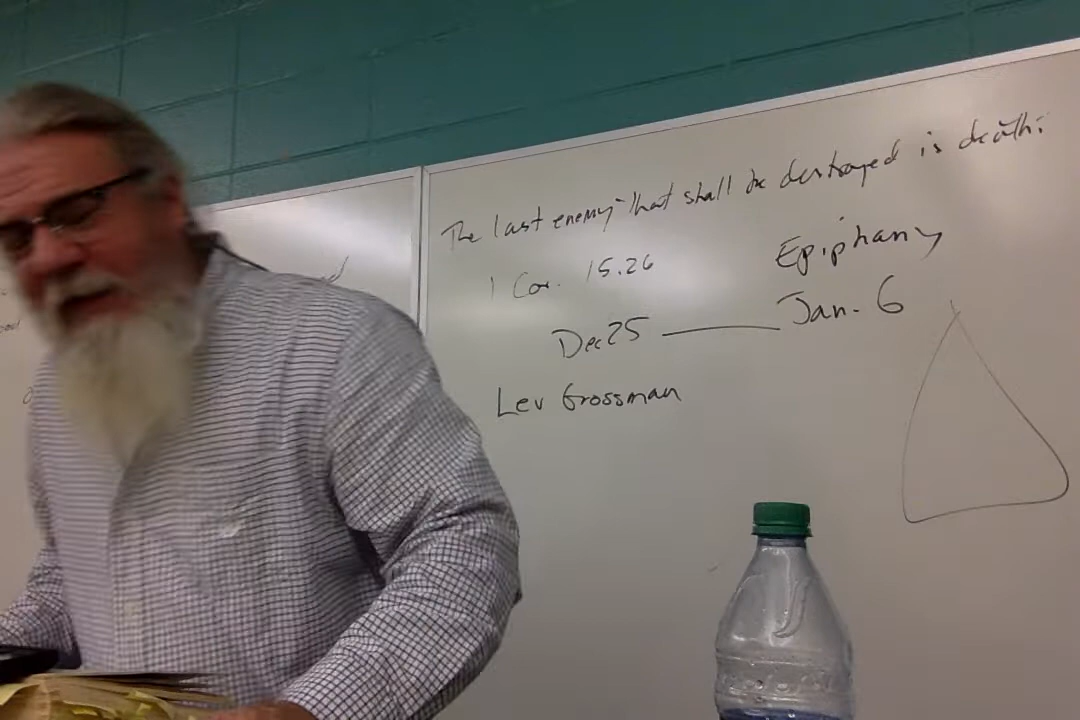 The last enemy that shall be destroyed is death:
1 Cor. 15.26
Epiphany
Dec 25 — Jan. 6
Lev Grossman